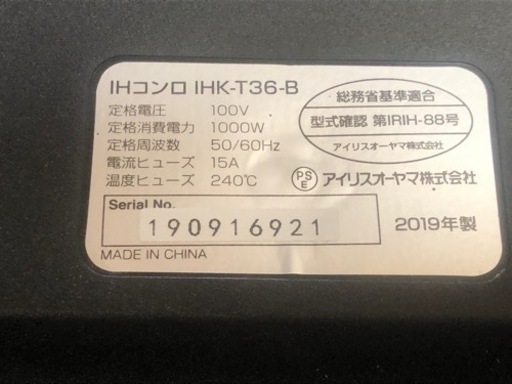 IHコンロ IHK-T36-B
定格電圧 100V
定格消費電力 1000W
定格周波数 50/60Hz
電流ヒューズ 15A
温度ヒューズ 240℃
総務省基準適合
型式確認 第IRIH-88号
アイリスオーヤマ株式会社
PSE アイリスオーヤマ株式会社
Serial No.
190916921
2019年製
MADE IN CHINA